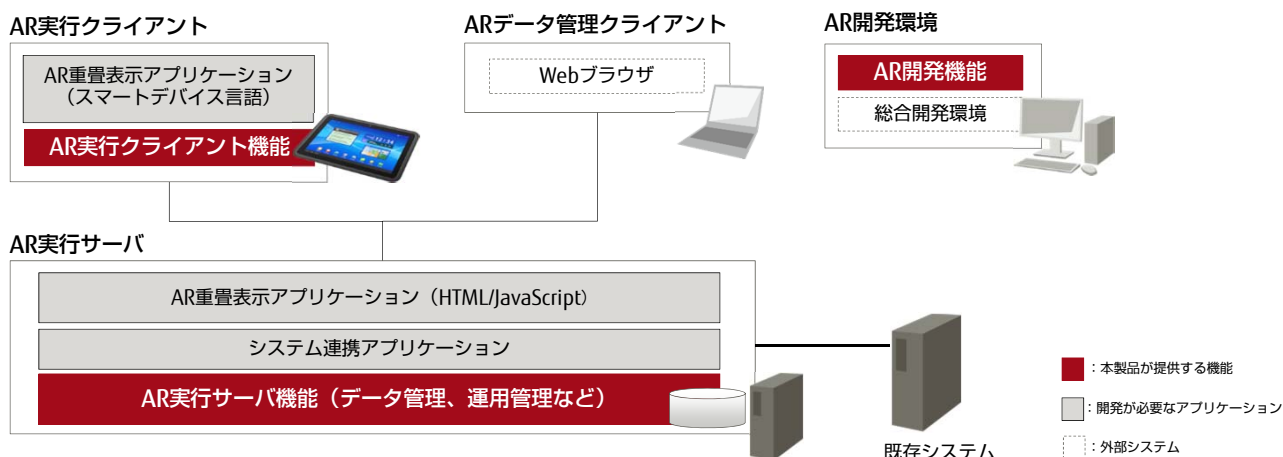 AR実行クライアント
AR重畳表示アプリケーション
（スマートデバイス言語）
AR実行クライアント機能
ARデータ管理クライアント
Webブラウザ
AR開発環境
AR開発機能
総合開発環境
AR実行サーバ
AR重畳表示アプリケーション（HTML/JavaScript）
システム連携アプリケーション
AR実行サーバ機能（データ管理、運用管理など）
既存システム
：本製品が提供する機能
：開発が必要なアプリケーション
：外部システム